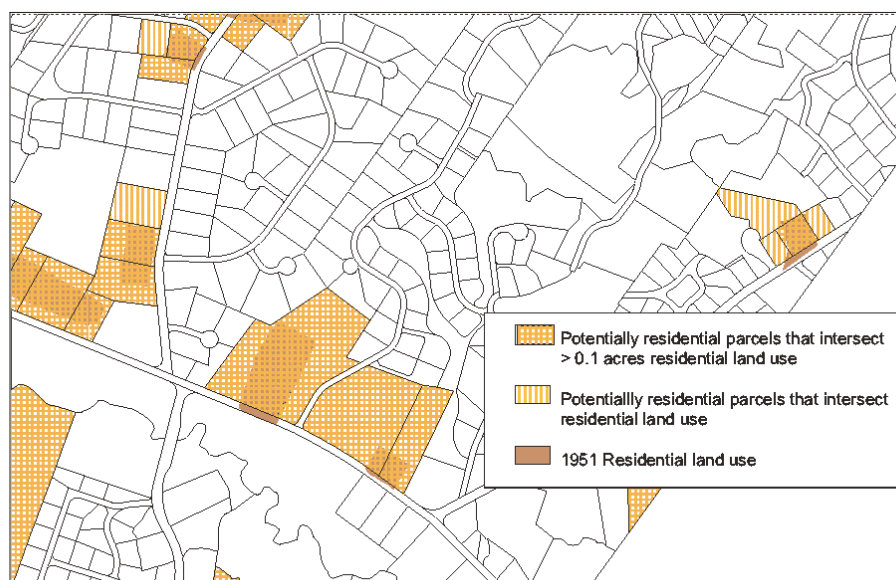 Potentially residential parcels that intersect
> 0.1 acres residential land use
Potentiallly residential parcels that intersect
residential land use
1951 Residential land use